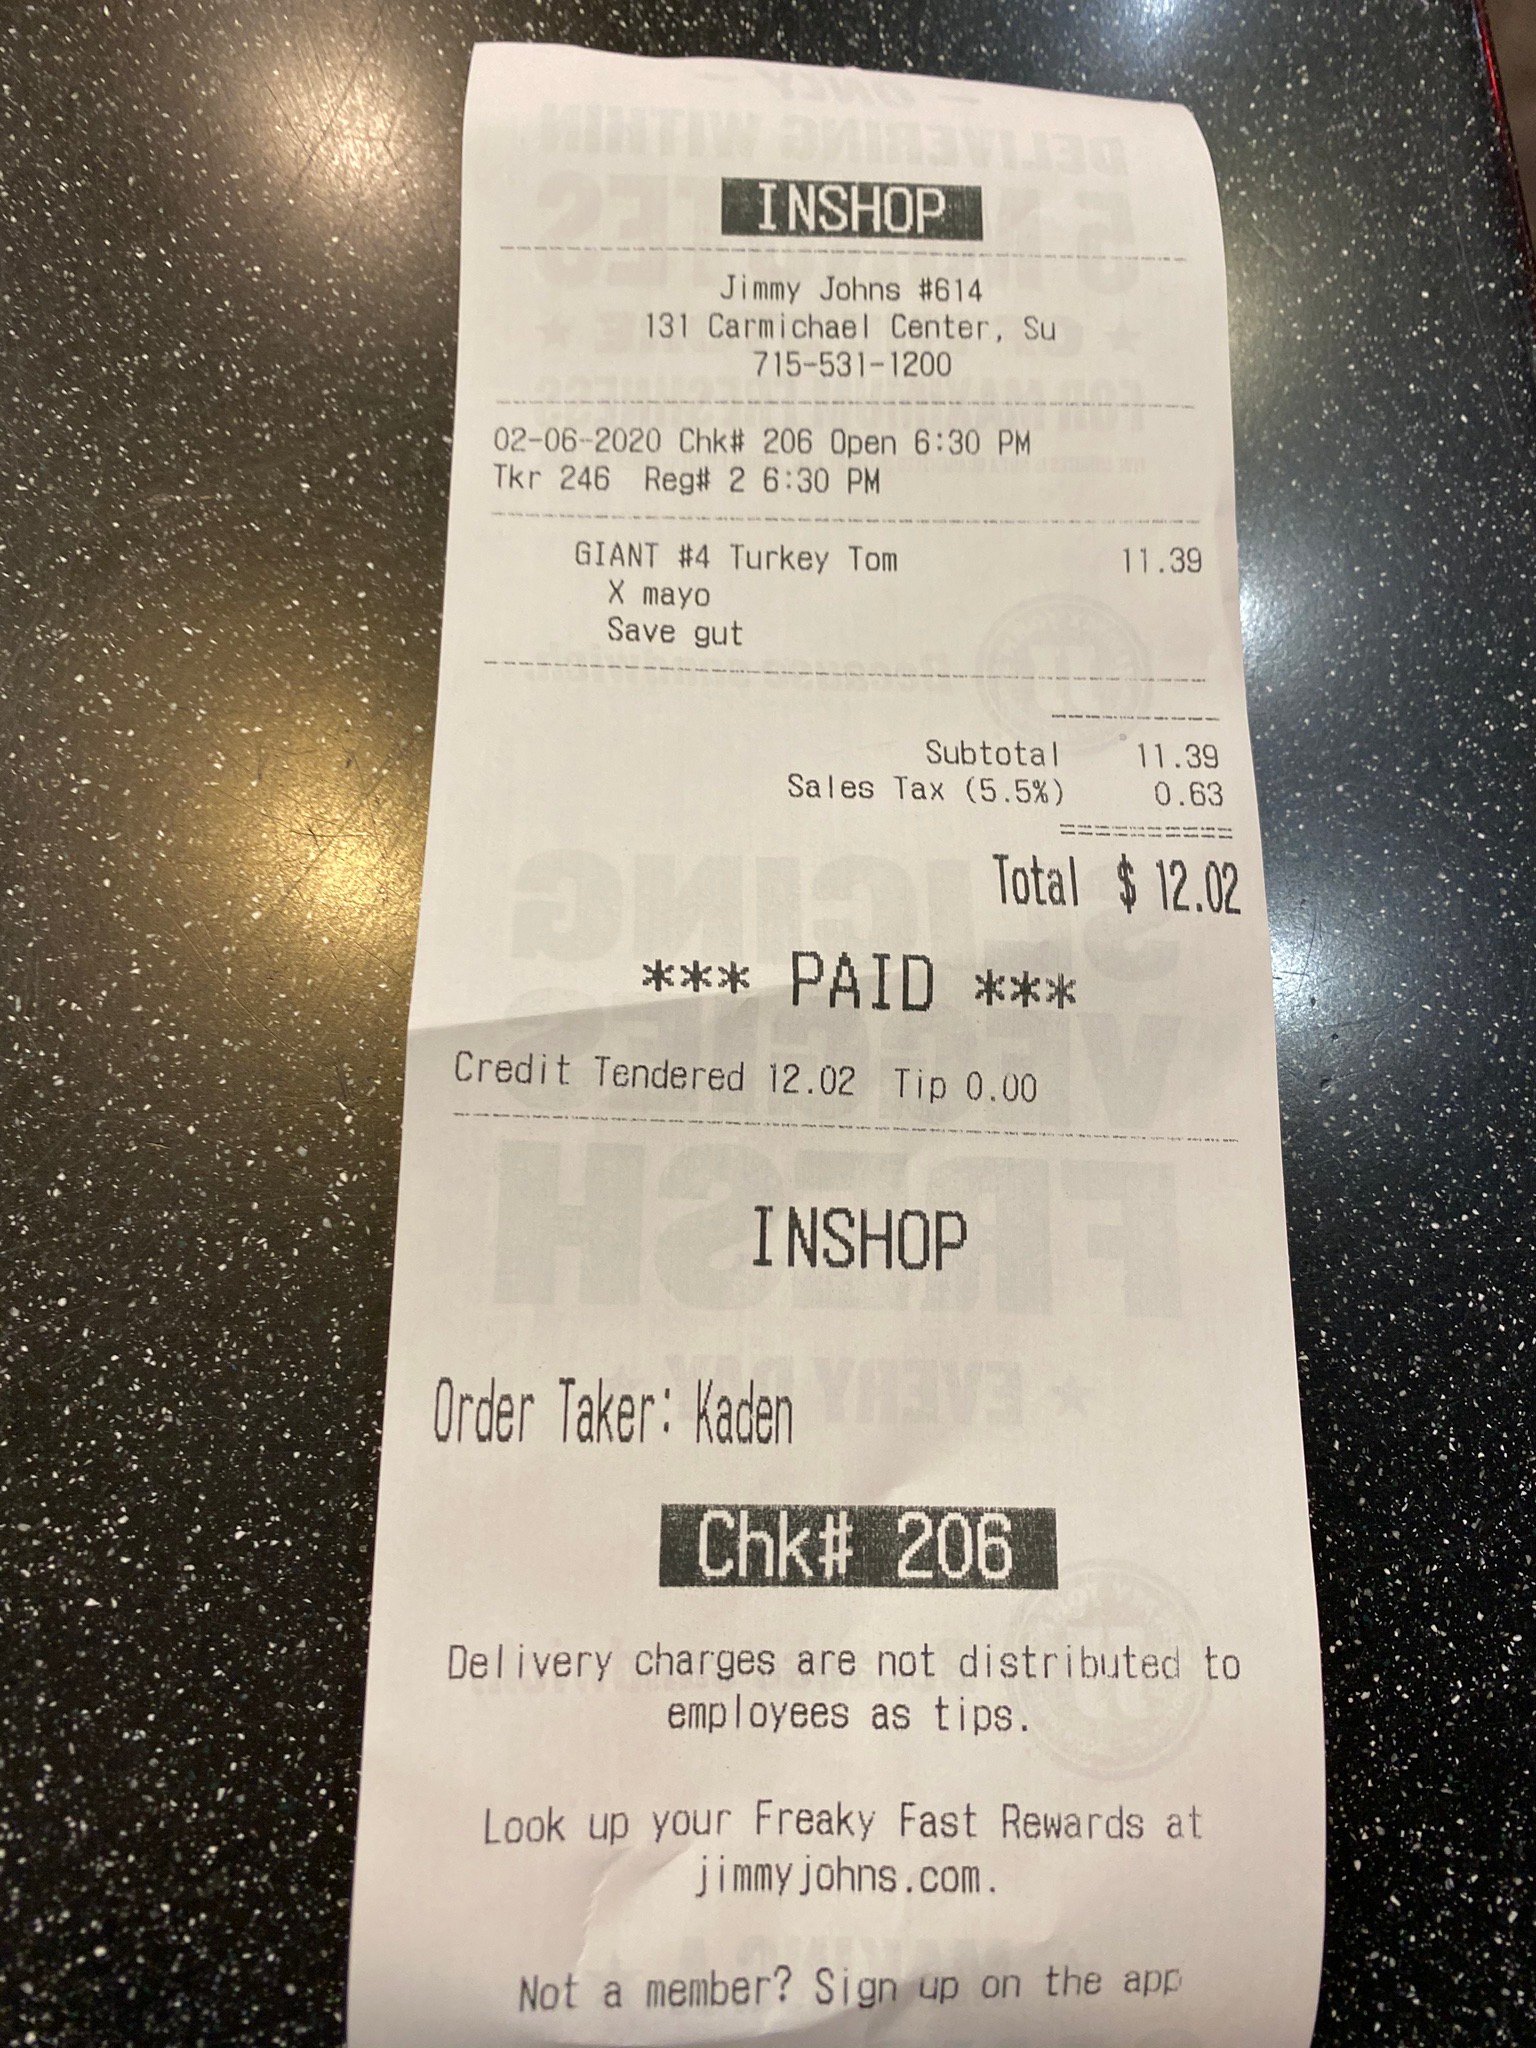 INSHOP
Jimmy Johns #614
131 Carmichael Center, Su
715-531-1200
02-06-2020 Chk# 206 Open 6:30 PM
Tkr 246 Reg# 2 6:30 PM
GIANT #4 Turkey Tom 11.39
X mayo
Save gut
Subtotal 11.39
Sales Tax (5.5%) 0.63
Total $ 12.02
*** PAID ***
Credit Tendered 12.02 Tip 0.00
INSHOP
Order Taker: Kaden
Chk# 206
Delivery charges are not distributed to
employees as tips.
Look up your Freaky Fast Rewards at
jimmyjohns.com.
Not a member? Sign up on the app